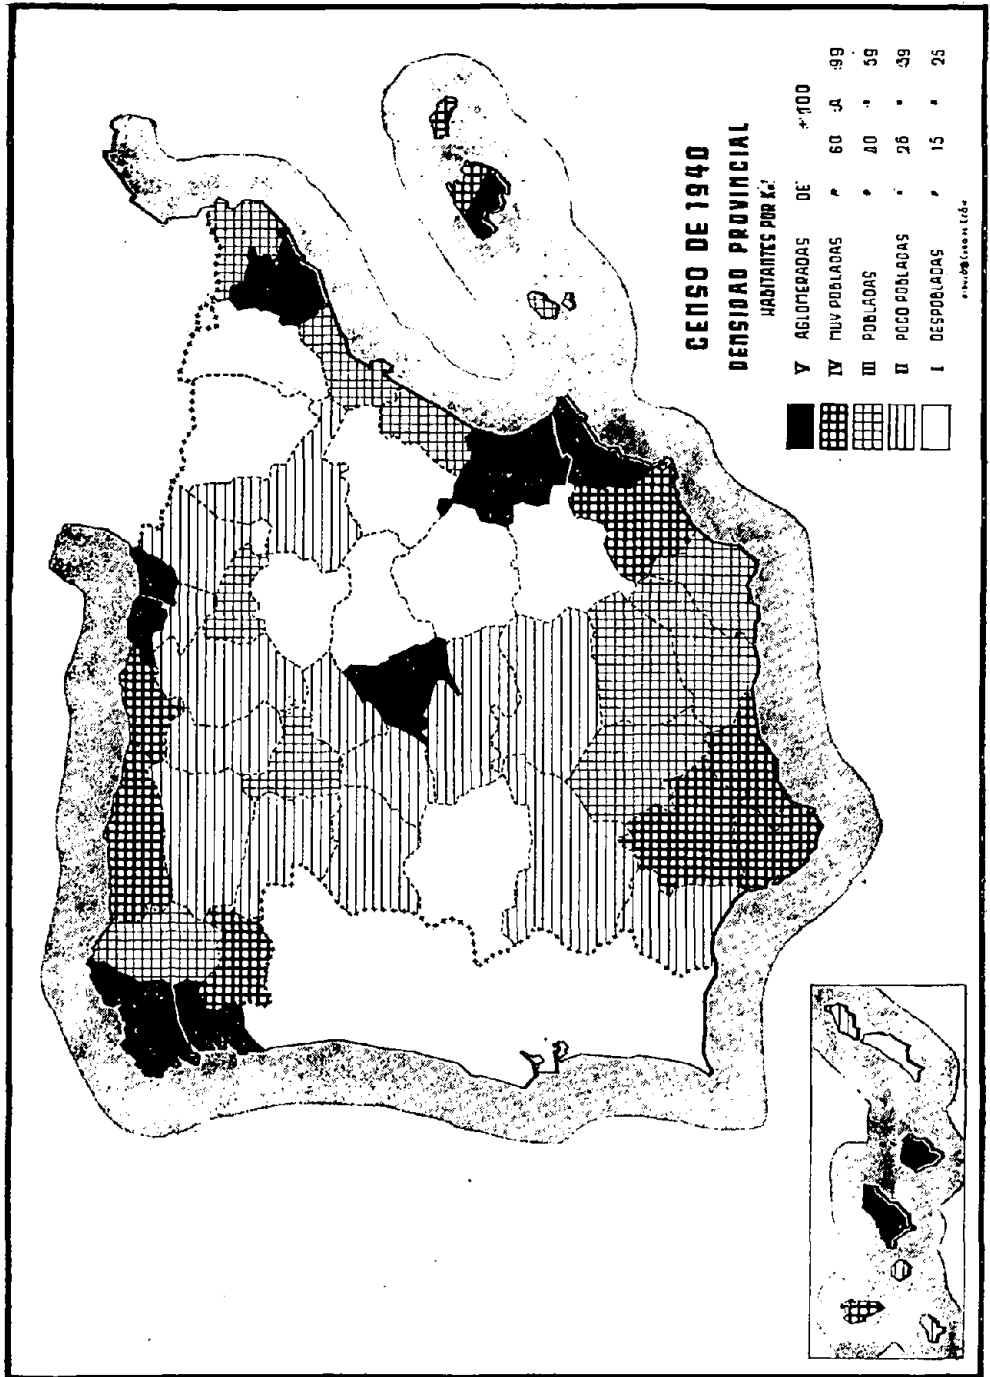 CENSO DE 1940
DENSIDAD PROVINCIAL
HABITANTES POR Km²
V AGLOMERADAS DE +100
IV MUY POBLADAS " 60 A 99
III POBLADAS " 40 " 59
II POCO POBLADAS " 26 " 39
I DESPOBLADAS " 15 " 25